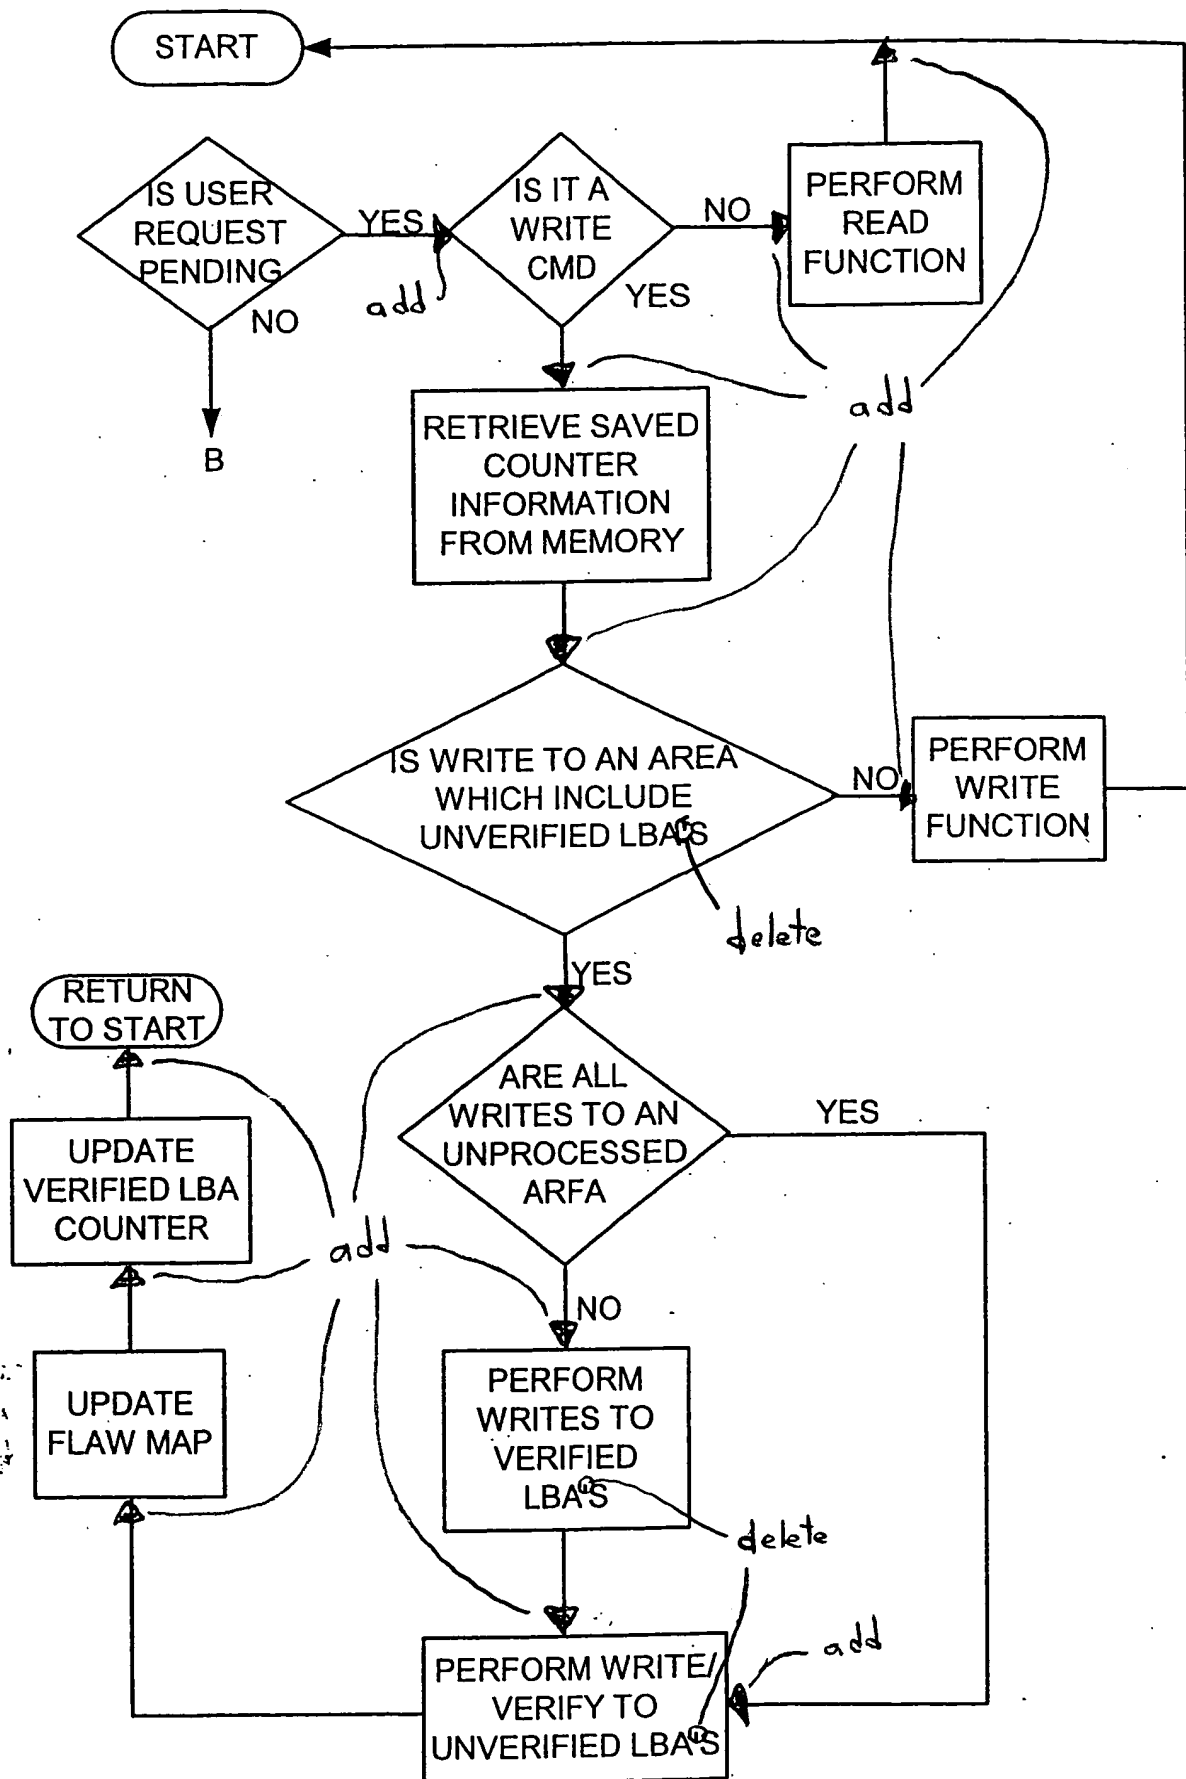 START
IS USER
REQUEST
PENDING
YES
add
NO
B
IS IT A
WRITE
CMD
NO
YES
PERFORM
READ
FUNCTION
add
RETRIEVE SAVED
COUNTER
INFORMATION
FROM MEMORY
IS WRITE TO AN AREA
WHICH INCLUDE
UNVERIFIED LBA'S
NO
PERFORM
WRITE
FUNCTION
delete
YES
RETURN
TO START
ARE ALL
WRITES TO AN
UNPROCESSED
ARFA
YES
UPDATE
VERIFIED LBA
COUNTER
add
NO
UPDATE
FLAW MAP
PERFORM
WRITES TO
VERIFIED
LBA'S
delete
add
PERFORM WRITE/
VERIFY TO
UNVERIFIED LBA'S